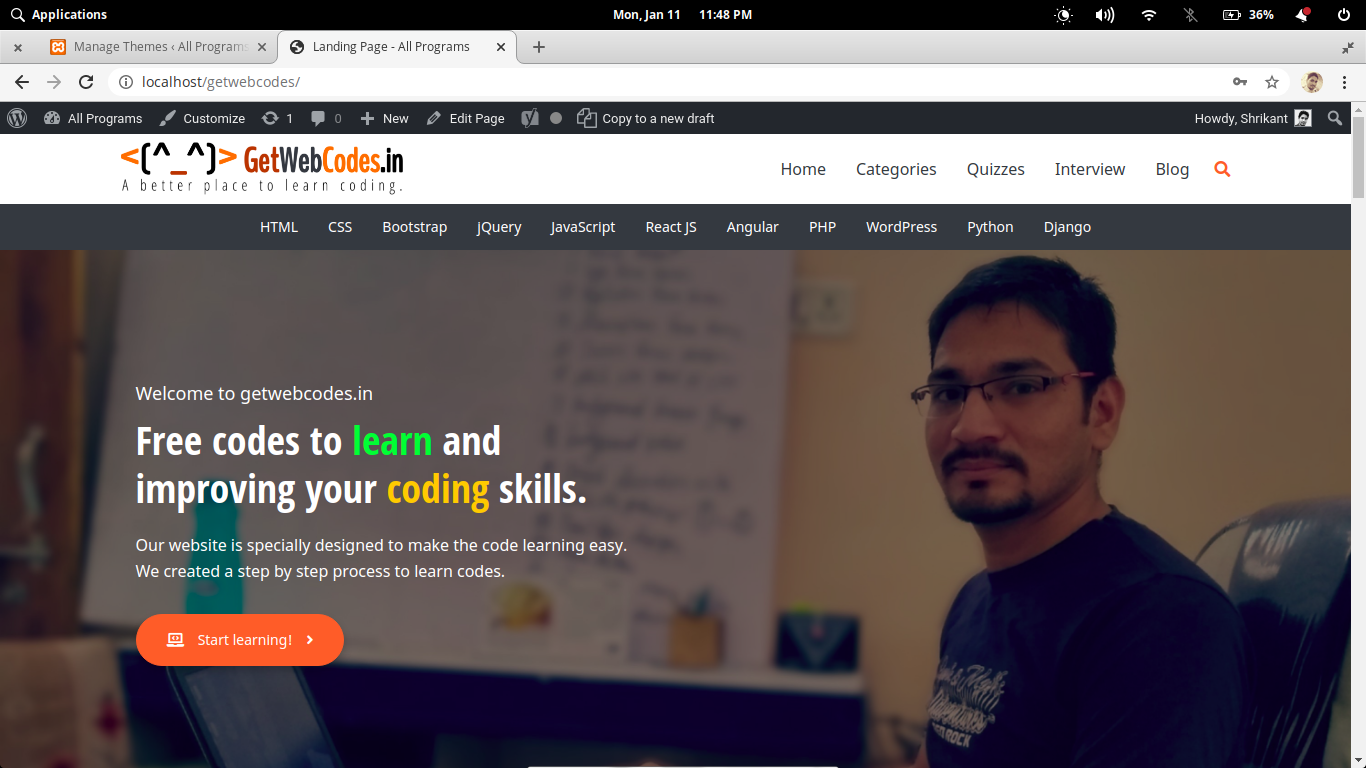 Applications
Mon, Jan 11 11:48 PM
36%
Manage Themes ‹ All Programs
Landing Page - All Programs
localhost/getwebcodes/
All Programs
Customize
1
0
New
Edit Page
Copy to a new draft
Howdy, Shrikant
<(^_^)> GetWebCodes.in
A better place to learn coding.
Home Categories Quizzes Interview Blog
HTML CSS Bootstrap jQuery JavaScript React JS Angular PHP WordPress Python Django
Welcome to getwebcodes.in
Free codes to learn and
improving your coding skills.
Our website is specially designed to make the code learning easy.
We created a step by step process to learn codes.
Start learning!